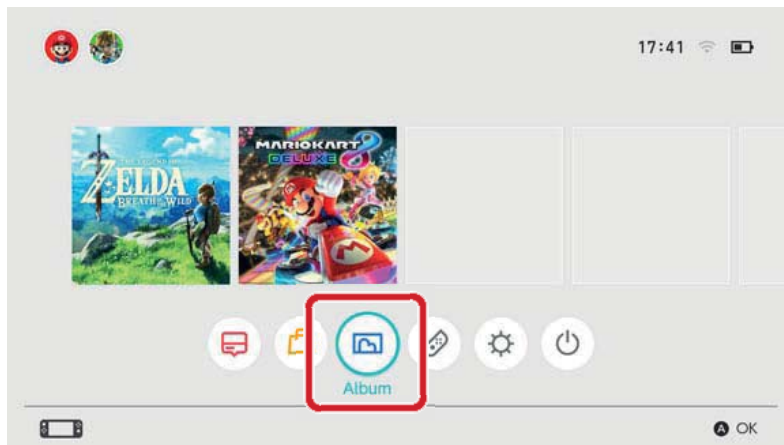 17:41
THE LEGEND OF
ZELDA
BREATH OF THE WILD
MARIOKART 8
DELUXE
M
Album
A OK